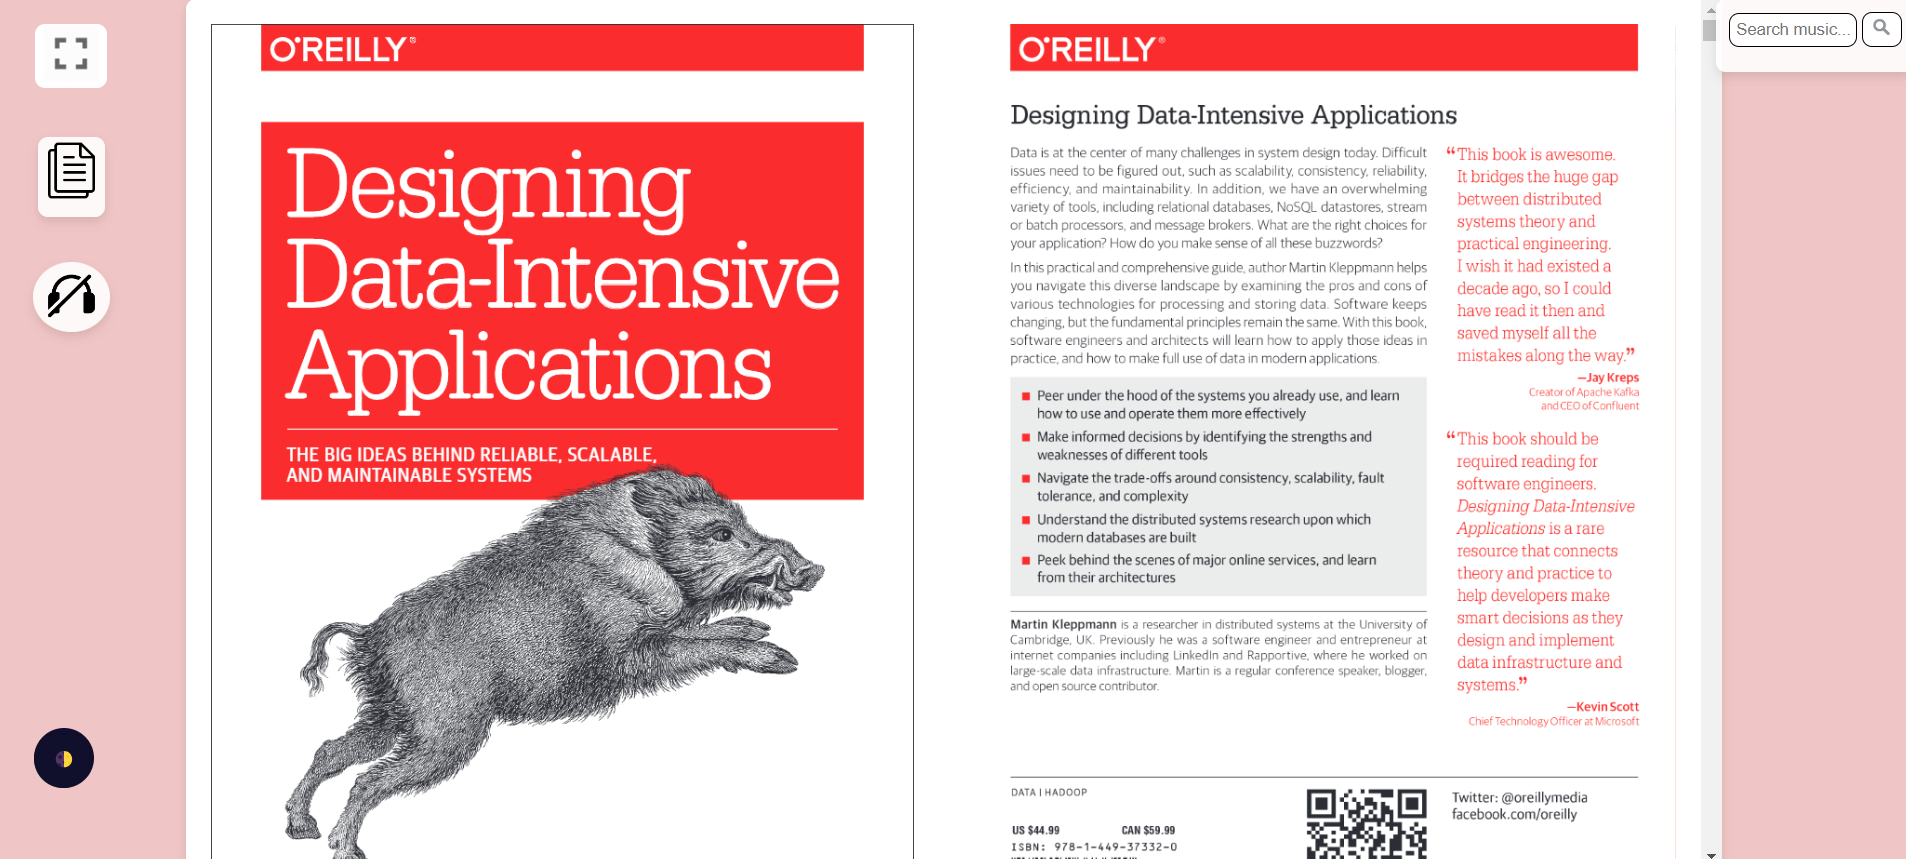 O'REILLY®
Designing
Data-Intensive
Applications
THE BIG IDEAS BEHIND RELIABLE, SCALABLE,
AND MAINTAINABLE SYSTEMS
O'REILLY®
Designing Data-Intensive Applications
Data is at the center of many challenges in system design today. Difficult
issues need to be figured out, such as scalability, consistency, reliability,
efficiency, and maintainability. In addition, we have an overwhelming
variety of tools, including relational databases, NoSQL datastores, stream
or batch processors, and message brokers. What are the right choices for
your application? How do you make sense of all these buzzwords?
In this practical and comprehensive guide, author Martin Kleppmann helps
you navigate this diverse landscape by examining the pros and cons of
various technologies for processing and storing data. Software keeps
changing, but the fundamental principles remain the same. With this book,
software engineers and architects will learn how to apply those ideas in
practice, and how to make full use of data in modern applications.
■ Peer under the hood of the systems you already use, and learn
how to use and operate them more effectively
■ Make informed decisions by identifying the strengths and
weaknesses of different tools
■ Navigate the trade-offs around consistency, scalability, fault
tolerance, and complexity
■ Understand the distributed systems research upon which
modern databases are built
■ Peek behind the scenes of major online services, and learn
from their architectures
Martin Kleppmann is a researcher in distributed systems at the University of
Cambridge, UK. Previously he was a software engineer and entrepreneur at
internet companies including LinkedIn and Rapportive, where he worked on
large-scale data infrastructure. Martin is a regular conference speaker, blogger,
and open source contributor.
“This book is awesome.
It bridges the huge gap
between distributed
systems theory and
practical engineering.
I wish it had existed a
decade ago, so I could
have read it then and
saved myself all the
mistakes along the way.”
—Jay Kreps
Creator of Apache Kafka
and CEO of Confluent
“This book should be
required reading for
software engineers.
Designing Data-Intensive
Applications is a rare
resource that connects
theory and practice to
help developers make
smart decisions as they
design and implement
data infrastructure and
systems.”
—Kevin Scott
Chief Technology Officer at Microsoft
DATA | HADOOP
US $44.99 CAN $59.99
ISBN: 978-1-449-37332-0
Twitter: @oreillymedia
facebook.com/oreilly
Search music...